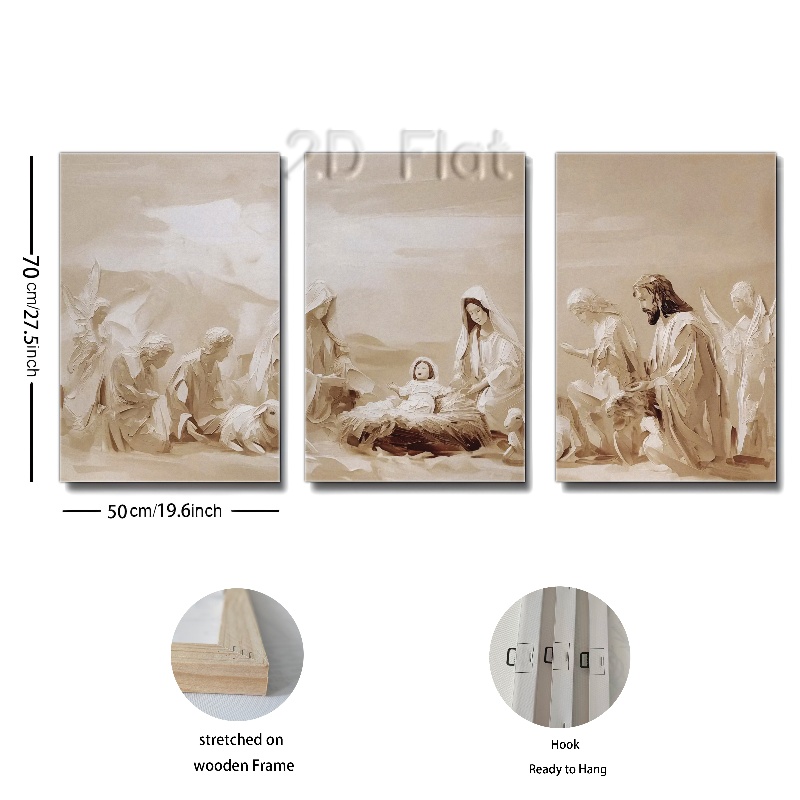 2D Flat
70cm/27.5inch
50cm/19.6inch
stretched on
wooden Frame
Hook
Ready to Hang